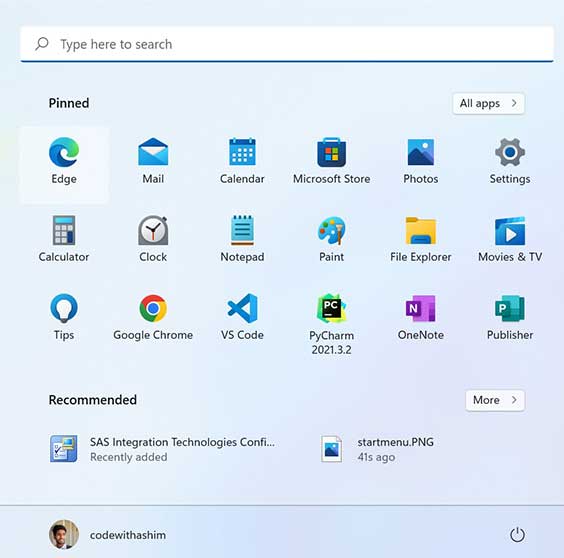 Type here to search
Pinned
All apps
Edge
Mail
Calendar
Microsoft Store
Photos
Settings
Calculator
Clock
Notepad
Paint
File Explorer
Movies & TV
Tips
Google Chrome
VS Code
PC
PyCharm
2021.3.2
N
OneNote
P
Publisher
Recommended
More
SAS Integration Technologies Confi...
Recently added
startmenu.PNG
41s ago
codewithashim